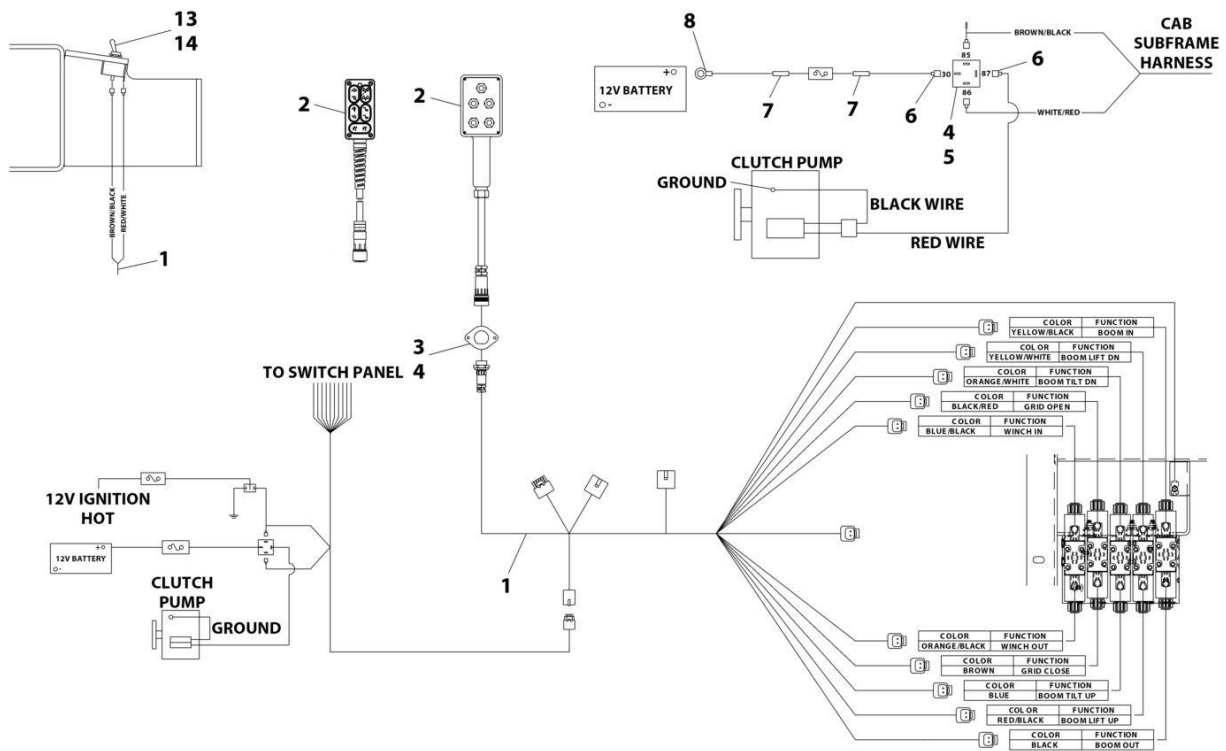 13
14
BROWN/BLACK
RED/WHITE
1
2
2
3
4
TO SWITCH PANEL
8
+
12V BATTERY
-
7
7
6
30
85
87
86
6
4
5
BROWN/BLACK
WHITE/RED
CAB
SUBFRAME
HARNESS
CLUTCH PUMP
GROUND
BLACK WIRE
RED WIRE
COLOR FUNCTION
YELLOW/BLACK BOOM IN
COLOR FUNCTION
YELLOW/WHITE BOOM LIFT DN
COLOR FUNCTION
ORANGE/WHITE BOOM TILT DN
COLOR FUNCTION
BLACK/RED GRID OPEN
COLOR FUNCTION
BLUE/BLACK WINCH IN
12V IGNITION
HOT
+
12V BATTERY
-
CLUTCH
PUMP
GROUND
1
COLOR FUNCTION
ORANGE/BLACK WINCH OUT
COLOR FUNCTION
BROWN GRID CLOSE
COLOR FUNCTION
BLUE BOOM TILT UP
COLOR FUNCTION
RED/BLACK BOOM LIFT UP
COLOR FUNCTION
BLACK BOOM OUT